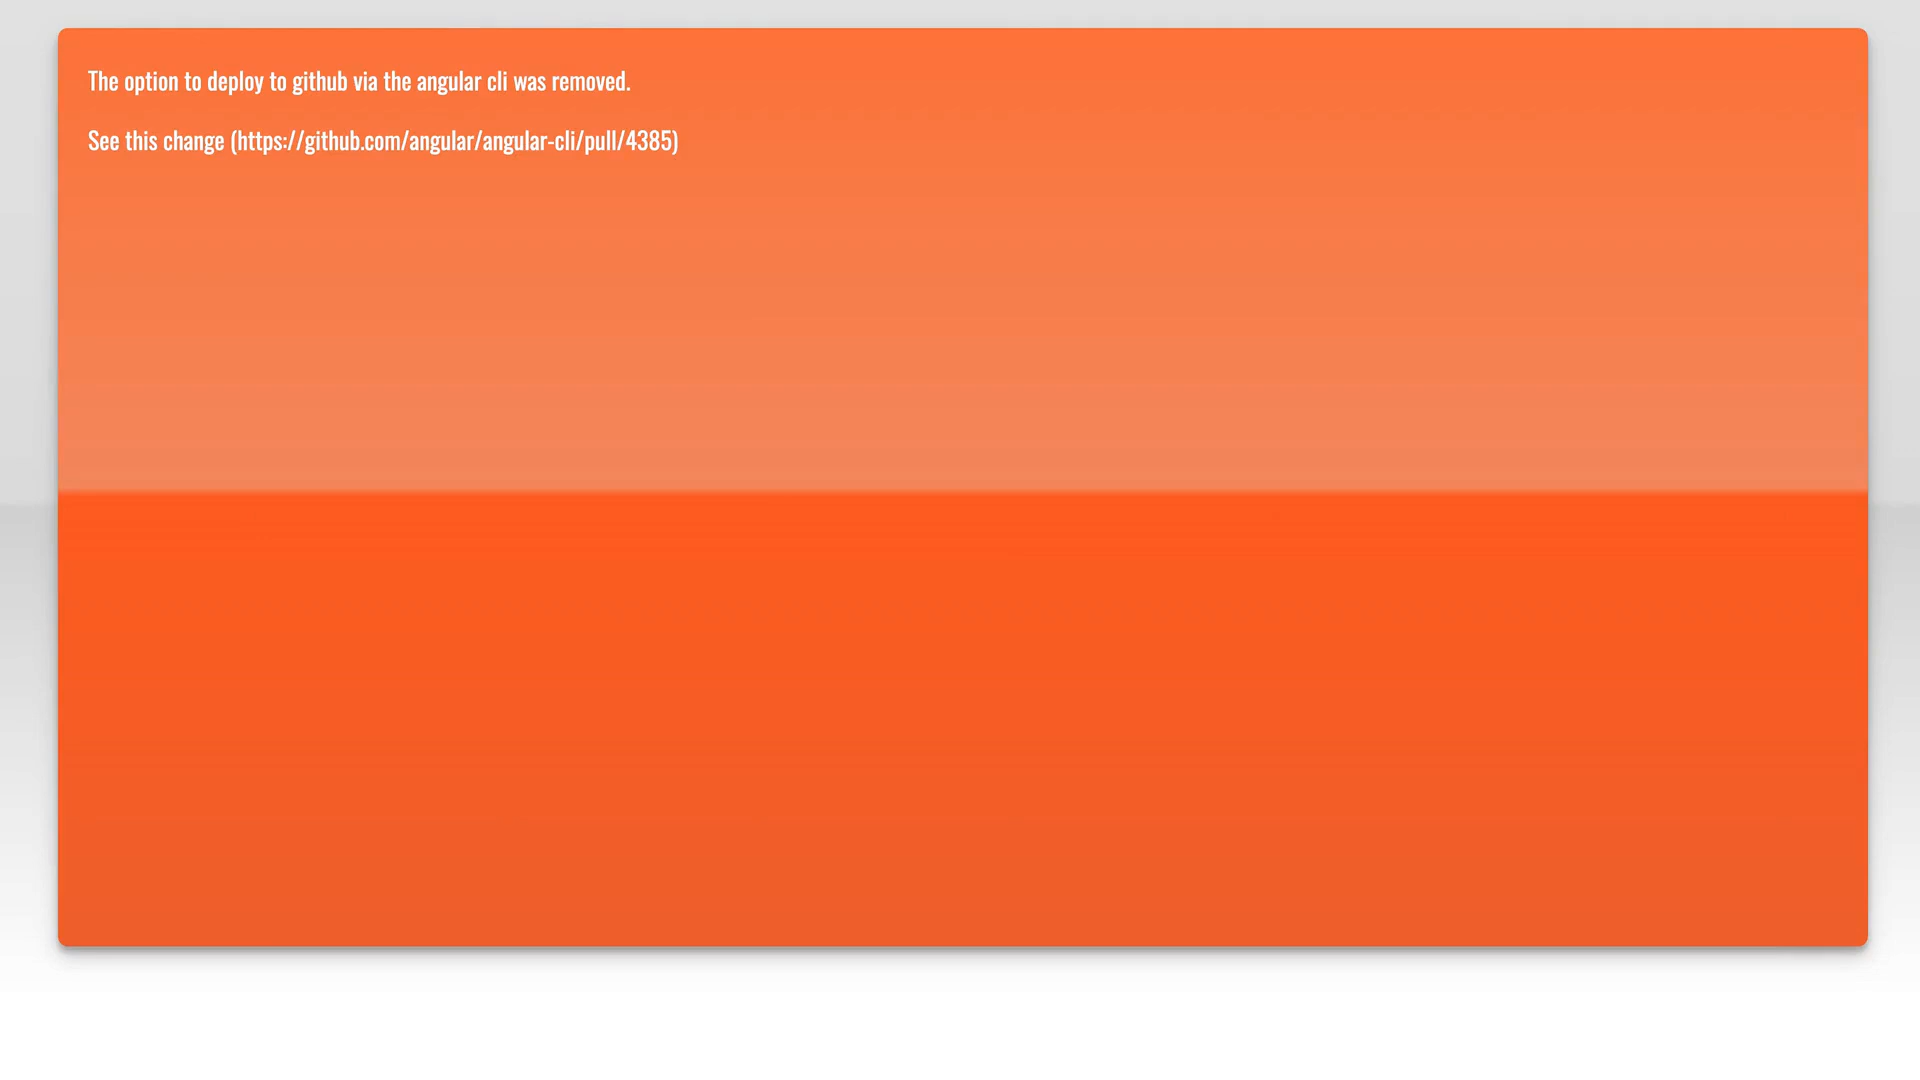 The option to deploy to github via the angular cli was removed.
See this change (https://github.com/angular/angular-cli/pull/4385)